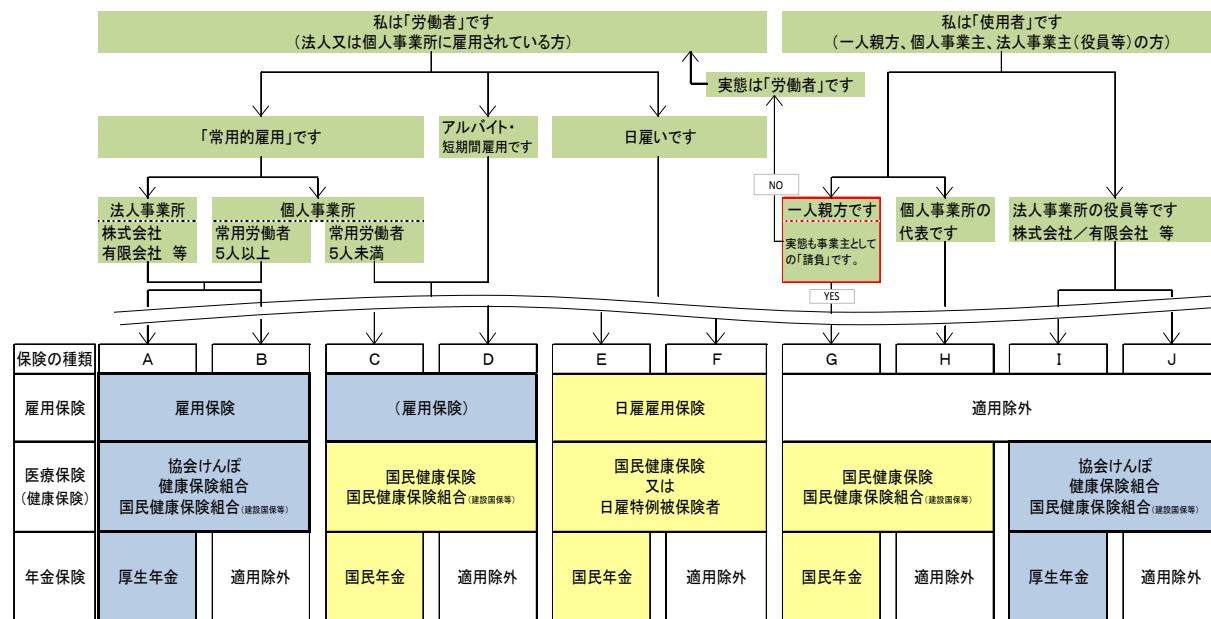 私は「労働者」です
(法人又は個人事業所に雇用されている方)
私は「使用者」です
(一人親方、個人事業主、法人事業主(役員等)の方)
実態は「労働者」です
「常用的雇用」です
アルバイト・
短期間雇用です
日雇いです
NO
法人事業所
株式会社
有限会社 等
個人事業所
常用労働者
5人以上
常用労働者
5人未満
一人親方です
実態も事業主として
の「請負」です。
個人事業所の
代表です
法人事業所の役員等です
株式会社/有限会社 等
YES
保険の種類 A B C D E F G H I J
雇用保険 雇用保険 (雇用保険) 日雇雇用保険 適用除外
医療保険
(健康保険)
協会けんぽ
健康保険組合
国民健康保険組合(建設国保等)
国民健康保険
国民健康保険組合(建設国保等)
国民健康保険
又は
日雇特例被保険者
国民健康保険
国民健康保険組合(建設国保等)
協会けんぽ
健康保険組合
国民健康保険組合(建設国保等)
年金保険 厚生年金 適用除外 国民年金 適用除外 国民年金 適用除外 国民年金 適用除外 厚生年金 適用除外